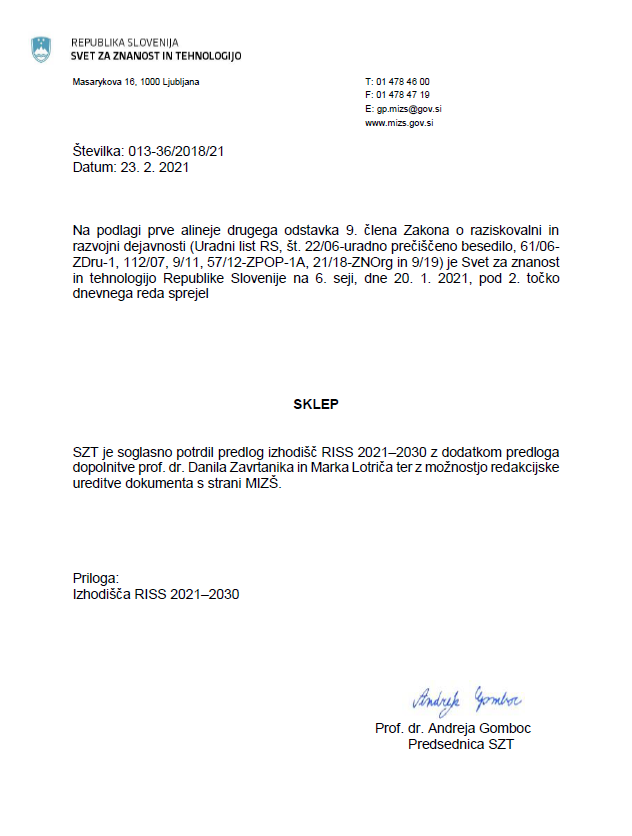 REPUBLIKA SLOVENIJA
SVET ZA ZNANOST IN TEHNOLOGIJO
Masarykova 16, 1000 Ljubljana
T: 01 478 46 00
F: 01 478 47 19
E: gp.mizs@gov.si
www.mizs.gov.si
Številka: 013-36/2018/21
Datum: 23. 2. 2021
Na podlagi prve alineje drugega odstavka 9. člena Zakona o raziskovalni in
razvojni dejavnosti (Uradni list RS, št. 22/06-uradno prečiščeno besedilo, 61/06-
ZDru-1, 112/07, 9/11, 57/12-ZPOP-1A, 21/18-ZNOrg in 9/19) je Svet za znanost
in tehnologijo Republike Slovenije na 6. seji, dne 20. 1. 2021, pod 2. točko
dnevnega reda sprejel
SKLEP
SZT je soglasno potrdil predlog izhodišč RISS 2021–2030 z dodatkom predloga
dopolnitve prof. dr. Danila Zavrtanika in Marka Lotriča ter z možnostjo redakcijske
ureditve dokumenta s strani MIZŠ.
Priloga:
Izhodišča RISS 2021–2030
Andreja Gomboc
Prof. dr. Andreja Gomboc
Predsednica SZT